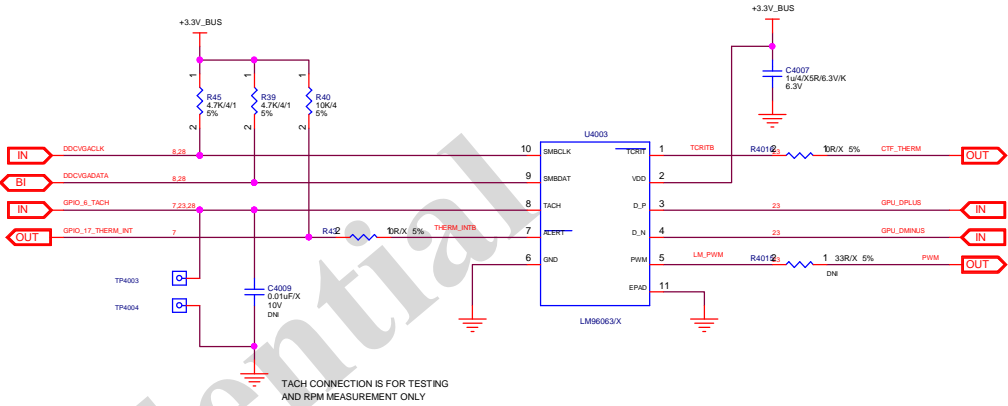 +3.3V_BUS
+3.3V_BUS
C4007
1u/4/X5R/6.3V/K
6.3V
1
1
1
R45
4.7K/4/1
5%
R39
4.7K/4/1
5%
R40
10K/4
5%
2
2
2
U4003
IN
DDCVGACLK
8,28
10
SMBCLK
TCRIT
1
TCRITB
23
R4016
2
1
0R/X 5%
CTF_THERM
OUT
BI
DDCVGADATA
8,28
9
SMBDAT
VDD
2
IN
GPIO_6_TACH
7,23,28
8
TACH
D_P
3
23
GPU_DPLUS
IN
OUT
GPIO_17_THERM_INT
7
R43
2
1
0R/X 5%
THERM_INTB
7
ALERT
D_N
4
23
GPU_DMINUS
IN
6
GND
PWM
5
LM_PWM
R4015
2
1
33R/X 5%
PWM
OUT
DNI
TP4003
TP4004
C4009
0.01uF/X
10V
DNI
EPAD
11
LM96063/X
TACH CONNECTION IS FOR TESTING
AND RPM MEASUREMENT ONLY